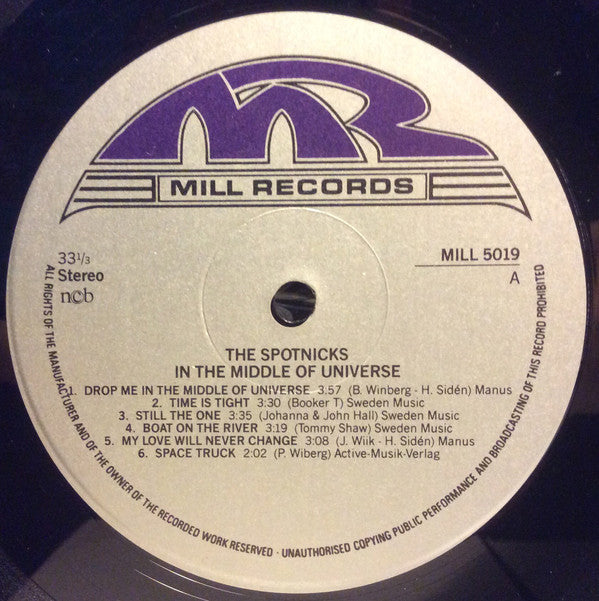 MR
MILL RECORDS
33⅓
Stereo
ncb
MILL 5019
A
THE SPOTNICKS
IN THE MIDDLE OF UNIVERSE
1. DROP ME IN THE MIDDLE OF UNIVERSE 3.57 (B. Winberg - H. Sidén) Manus
2. TIME IS TIGHT 3:30 (Booker T) Sweden Music
3. STILL THE ONE 3:35 (Johanna & John Hall) Sweden Music
4. BOAT ON THE RIVER 3:19 (Tommy Shaw) Sweden Music
5. MY LOVE WILL NEVER CHANGE 3:08 (J. Wiik - H. Sidén) Manus
6. SPACE TRUCK 2:02 (P. Wiberg) Active-Musik-Verlag
ALL RIGHTS OF THE MANUFACTURER AND OF THE OWNER OF THE RECORDED WORK RESERVED · UNAUTHORISED COPYING PUBLIC PERFORMANCE AND BROADCASTING OF THIS RECORD PROHIBITED